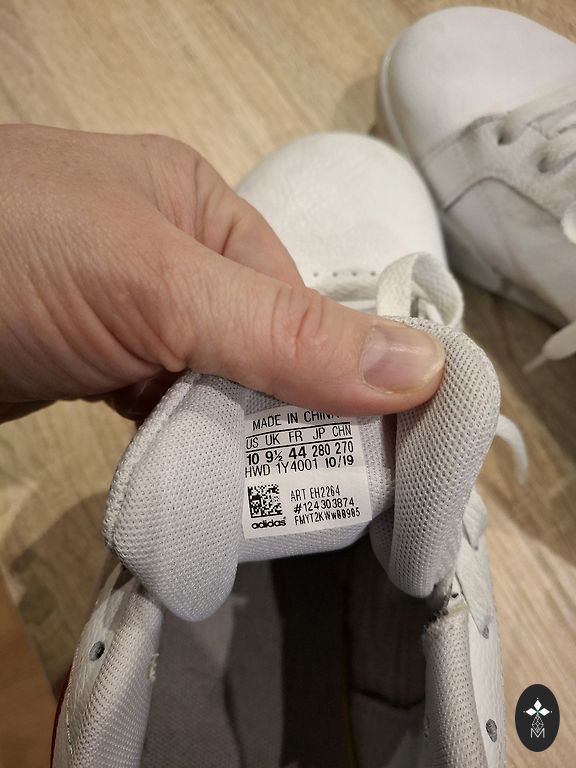 MADE IN CHINA
US UK FR JP CHN
10 9½ 44 280 270
HWD 1Y4001 10/19
ART EH2264
#124303874
FMYT2KWw00905
adidas